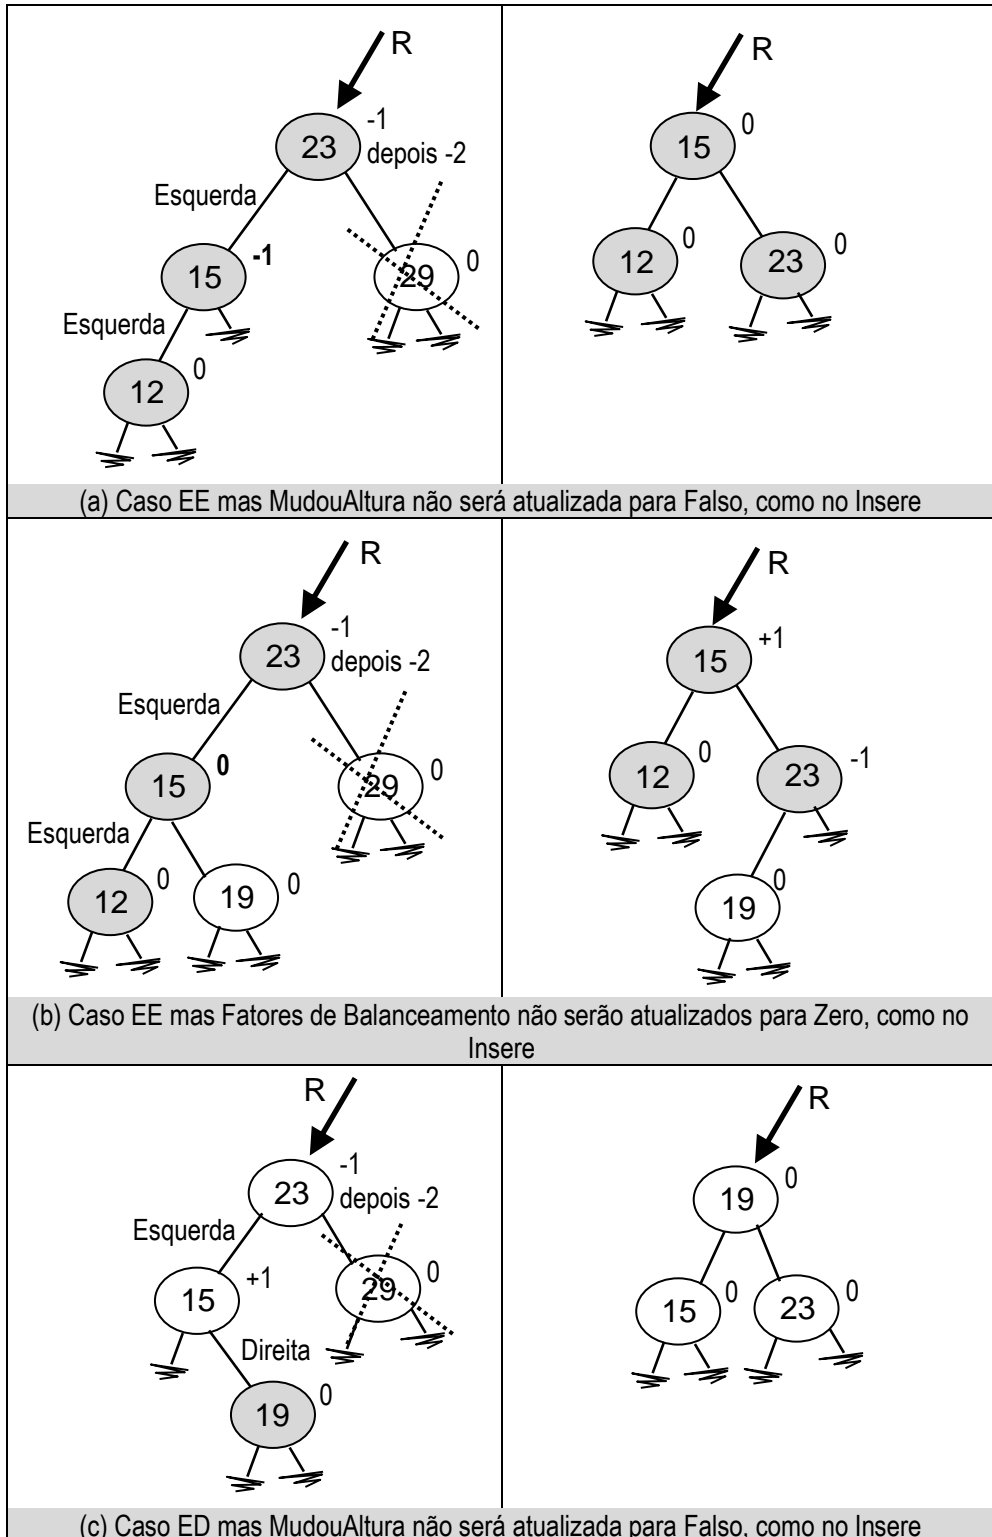 R
23
-1
depois -2
Esquerda
15
-1
29
0
Esquerda
12
0
R
15
0
12
0
23
0
(a) Caso EE mas MudouAltura não será atualizada para Falso, como no Insere
R
23
-1
depois -2
Esquerda
15
0
29
0
Esquerda
12
0
19
0
R
15
+1
12
0
23
-1
19
0
(b) Caso EE mas Fatores de Balanceamento não serão atualizados para Zero, como no
Insere
R
23
-1
depois -2
Esquerda
15
+1
29
0
Direita
19
0
R
19
0
15
0
23
0
(c) Caso ED mas MudouAltura não será atualizada para Falso, como no Insere